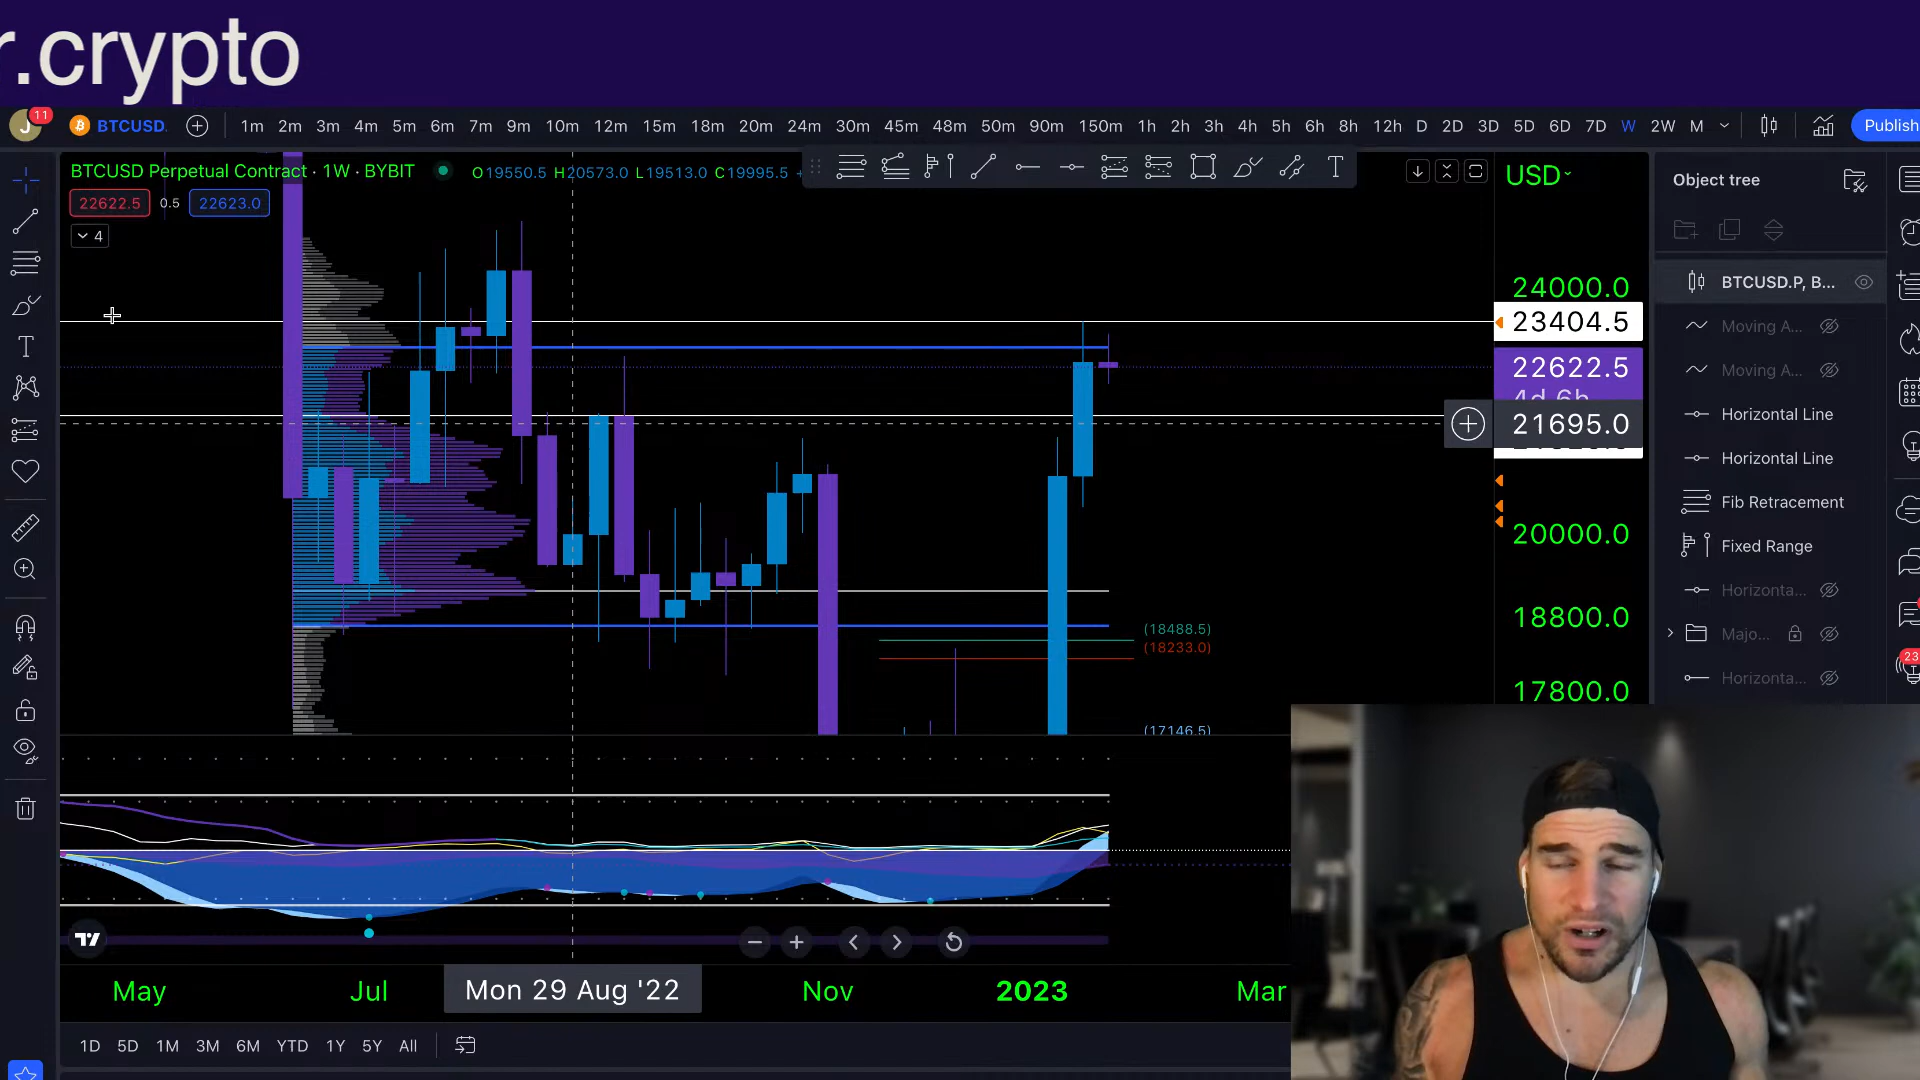 r.crypto
J 11 BTCUSD 1m 2m 3m 4m 5m 6m 7m 9m 10m 12m 15m 18m 20m 24m 30m 45m 48m 50m 90m 150m 1h 2h 3h 4h 5h 6h 8h 12h D 2D 3D 5D 6D 7D W 2W M Publish
BTCUSD Perpetual Contract · 1W · BYBIT O19550.5 H20573.0 L19513.0 C19995.5 T USD Object tree
22622.5 0.5 22623.0
4
24000.0 BTCUSD.P, B...
23404.5 Moving A...
22622.5 Moving A...
4d 6h
21695.0 Horizontal Line
Horizontal Line
Fib Retracement
20000.0 Fixed Range
Horizonta...
18800.0 Majo...
(18488.5)
(18233.0) 23
17800.0 Horizonta...
(17146.5)
May Jul Mon 29 Aug '22 Nov 2023 Mar
1D 5D 1M 3M 6M YTD 1Y 5Y All